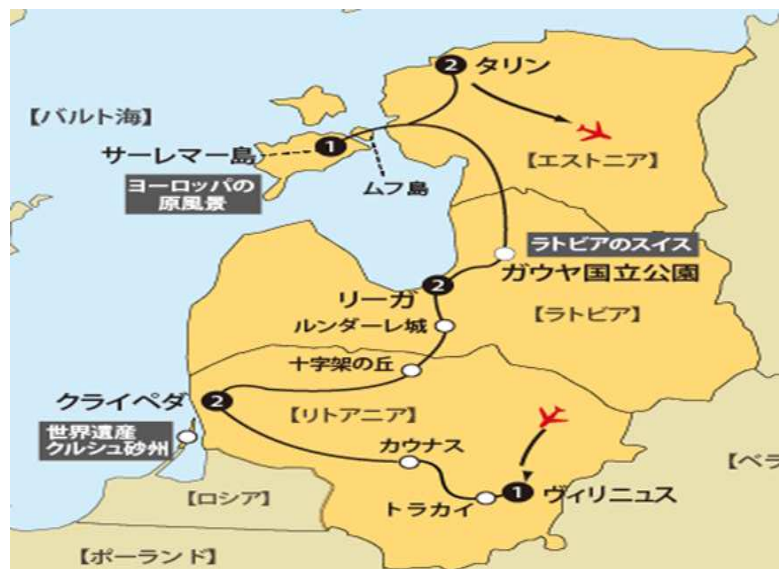 2 タリン
【バルト海】
サーレマー島 1
【エストニア】
ヨーロッパの
原風景
ムフ島
ラトビアのスイス
ガウヤ国立公園
リーガ 2
【ラトビア】
ルンダーレ城
十字架の丘
クライペダ 2
【リトアニア】
世界遺産
クルシュ砂州
カウナス
【ベラ
【ロシア】
トラカイ
1 ヴィリニュス
【ポーランド】